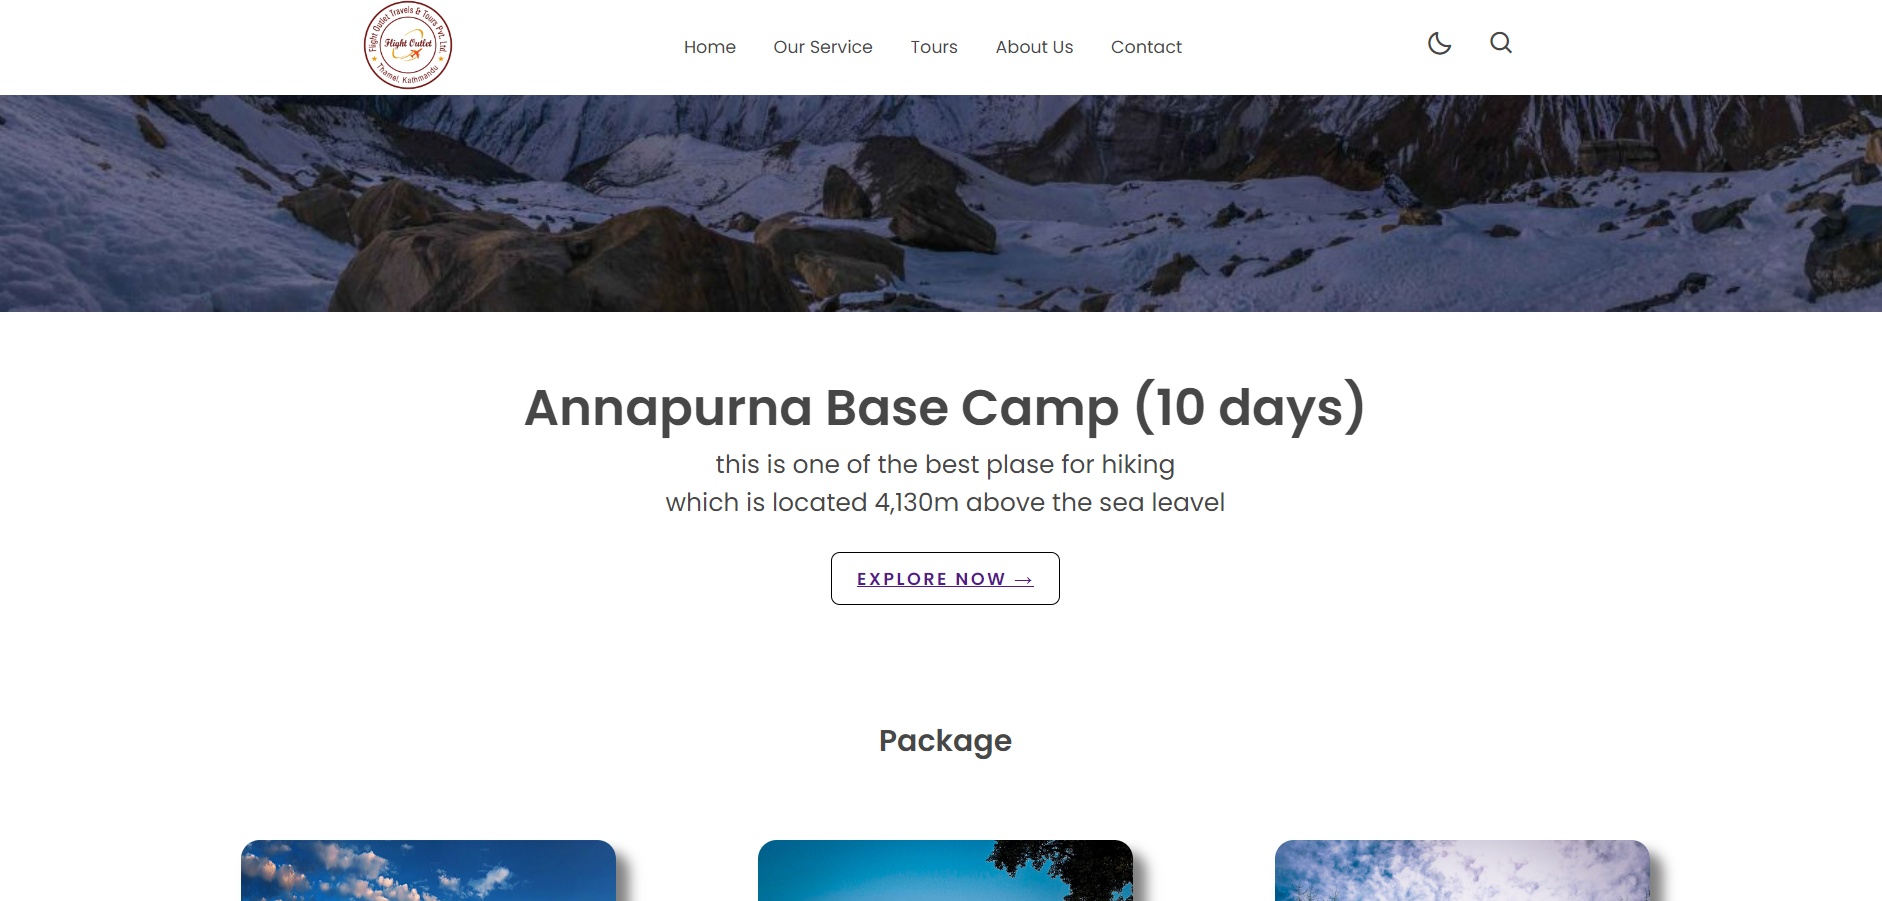 Flight Outlet Travels & Tours Pvt. Ltd.
Flight Outlet
Thamel, Kathmandu
Home
Our Service
Tours
About Us
Contact
Annapurna Base Camp (10 days)
this is one of the best plase for hiking
which is located 4,130m above the sea leavel
EXPLORE NOW →
Package